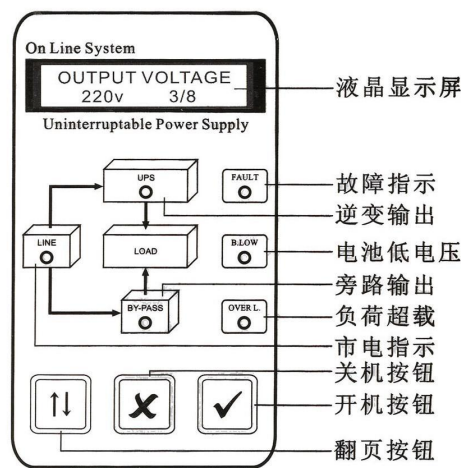 On Line System
OUTPUT VOLTAGE
220v 3/8
液晶显示屏
Uninterruptable Power Supply
UPS
FAULT
故障指示
逆变输出
LINE
LOAD
B.LOW
电池低电压
旁路输出
BY-PASS
OVER L.
负荷超载
市电指示
关机按钮
开机按钮
翻页按钮